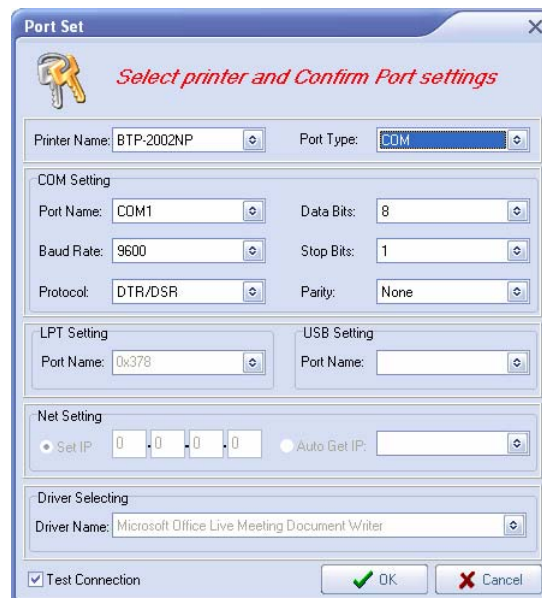 Port Set
Select printer and Confirm Port settings
Printer Name: BTP-2002NP Port Type: COM
COM Setting
Port Name: COM1 Data Bits: 8
Baud Rate: 9600 Stop Bits: 1
Protocol: DTR/DSR Parity: None
LPT Setting USB Setting
Port Name: 0x378 Port Name:
Net Setting
Set IP 0 .0 .0 .0 Auto Get IP:
Driver Selecting
Driver Name: Microsoft Office Live Meeting Document Writer
Test Connection OK Cancel